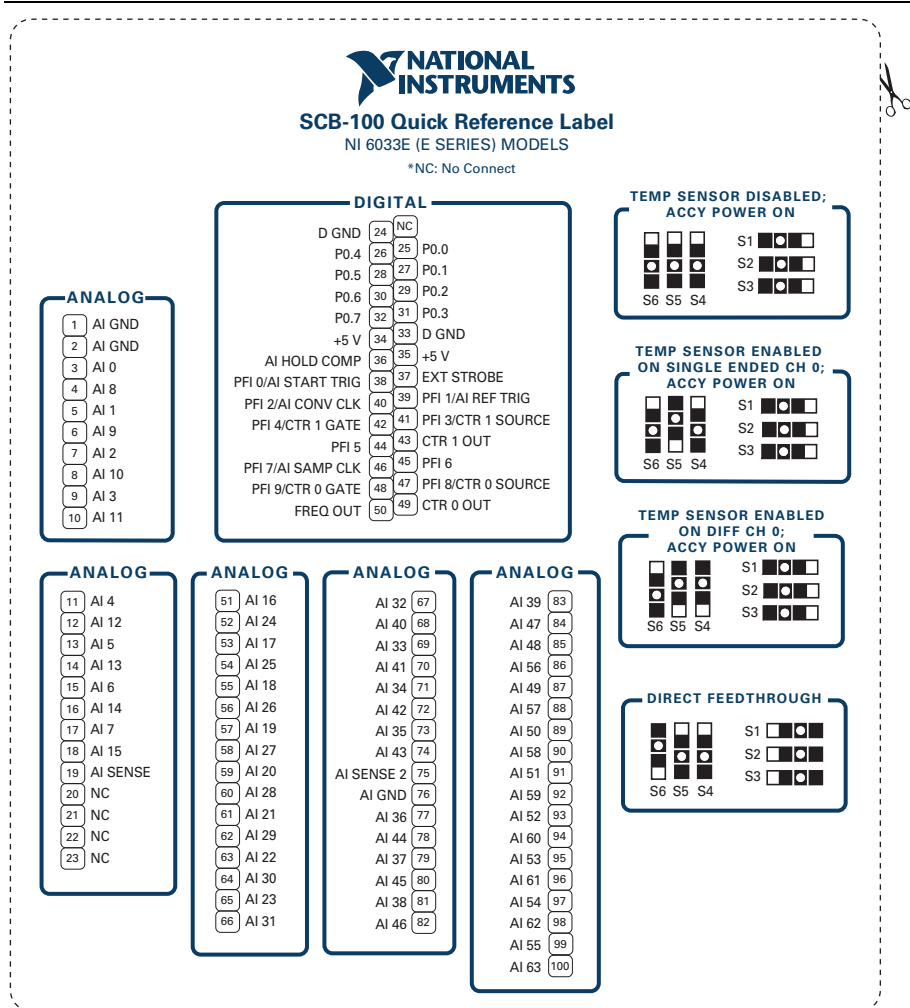 NATIONAL
INSTRUMENTS
SCB-100 Quick Reference Label
NI 6033E (E SERIES) MODELS
*NC: No Connect
ANALOG
1 AI GND
2 AI GND
3 AI 0
4 AI 8
5 AI 1
6 AI 9
7 AI 2
8 AI 10
9 AI 3
10 AI 11
DIGITAL
D GND 24 NC
P0.4 26 25 P0.0
P0.5 28 27 P0.1
P0.6 30 29 P0.2
P0.7 32 31 P0.3
+5 V 34 33 D GND
AI HOLD COMP 36 35 +5 V
PFI 0/AI START TRIG 38 37 EXT STROBE
PFI 2/AI CONV CLK 40 39 PFI 1/AI REF TRIG
PFI 4/CTR 1 GATE 42 41 PFI 3/CTR 1 SOURCE
PFI 5 44 43 CTR 1 OUT
PFI 7/AI SAMP CLK 46 45 PFI 6
PFI 9/CTR 0 GATE 48 47 PFI 8/CTR 0 SOURCE
FREQ OUT 50 49 CTR 0 OUT
TEMP SENSOR DISABLED;
ACCY POWER ON
S1
S2
S3
S6 S5 S4
TEMP SENSOR ENABLED
ON SINGLE ENDED CH 0;
ACCY POWER ON
S1
S2
S3
S6 S5 S4
TEMP SENSOR ENABLED
ON DIFF CH 0;
ACCY POWER ON
S1
S2
S3
S6 S5 S4
DIRECT FEEDTHROUGH
S1
S2
S3
S6 S5 S4
ANALOG
11 AI 4
12 AI 12
13 AI 5
14 AI 13
15 AI 6
16 AI 14
17 AI 7
18 AI 15
19 AI SENSE
20 NC
21 NC
22 NC
23 NC
ANALOG
51 AI 16
52 AI 24
53 AI 17
54 AI 25
55 AI 18
56 AI 26
57 AI 19
58 AI 27
59 AI 20
60 AI 28
61 AI 21
62 AI 29
63 AI 22
64 AI 30
65 AI 23
66 AI 31
ANALOG
AI 32 67
AI 40 68
AI 33 69
AI 41 70
AI 34 71
AI 42 72
AI 35 73
AI 43 74
AI SENSE 2 75
AI GND 76
AI 36 77
AI 44 78
AI 37 79
AI 45 80
AI 38 81
AI 46 82
ANALOG
AI 39 83
AI 47 84
AI 48 85
AI 56 86
AI 49 87
AI 57 88
AI 50 89
AI 58 90
AI 51 91
AI 59 92
AI 52 93
AI 60 94
AI 53 95
AI 61 96
AI 54 97
AI 62 98
AI 55 99
AI 63 100